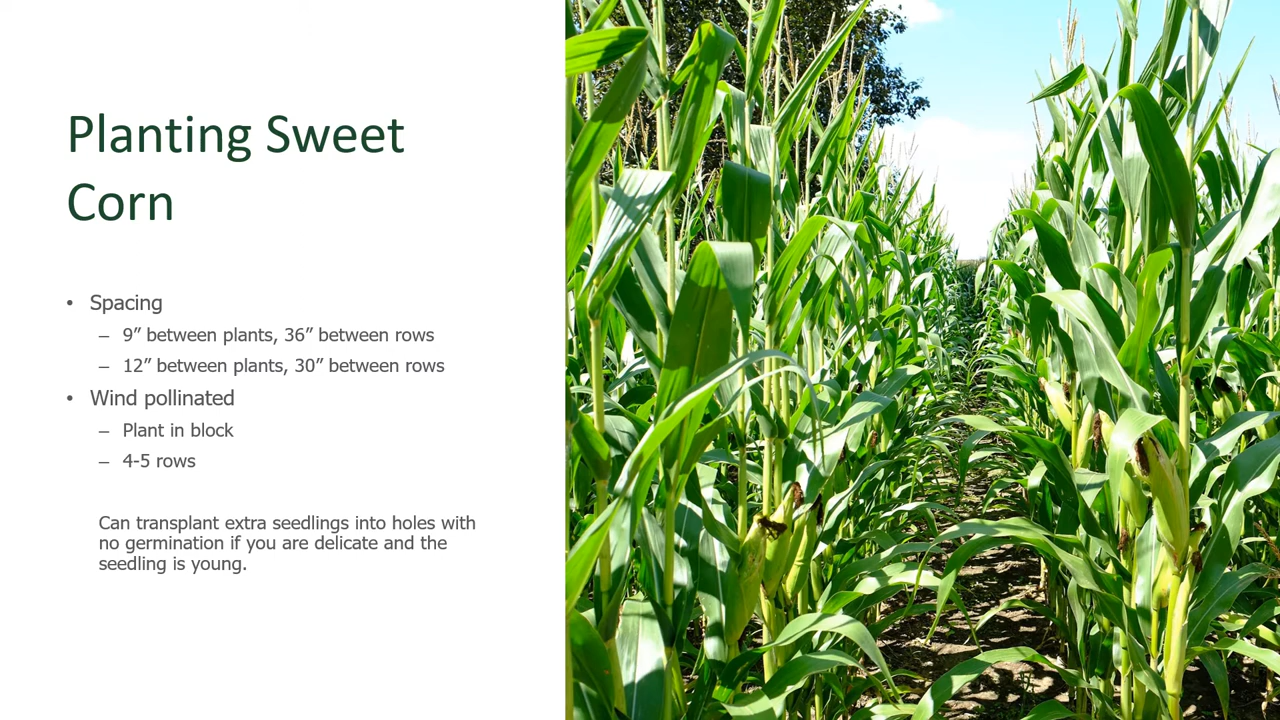 Planting Sweet
Corn
• Spacing
– 9″ between plants, 36″ between rows
– 12″ between plants, 30″ between rows
• Wind pollinated
– Plant in block
– 4-5 rows
Can transplant extra seedlings into holes with
no germination if you are delicate and the
seedling is young.